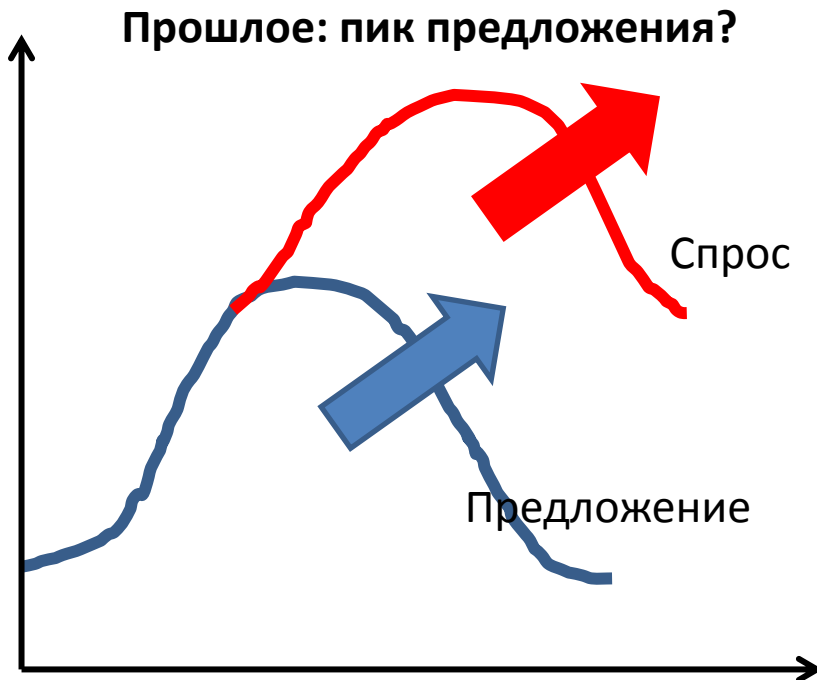 Прошлое: пик предложения?
Спрос
Предложение